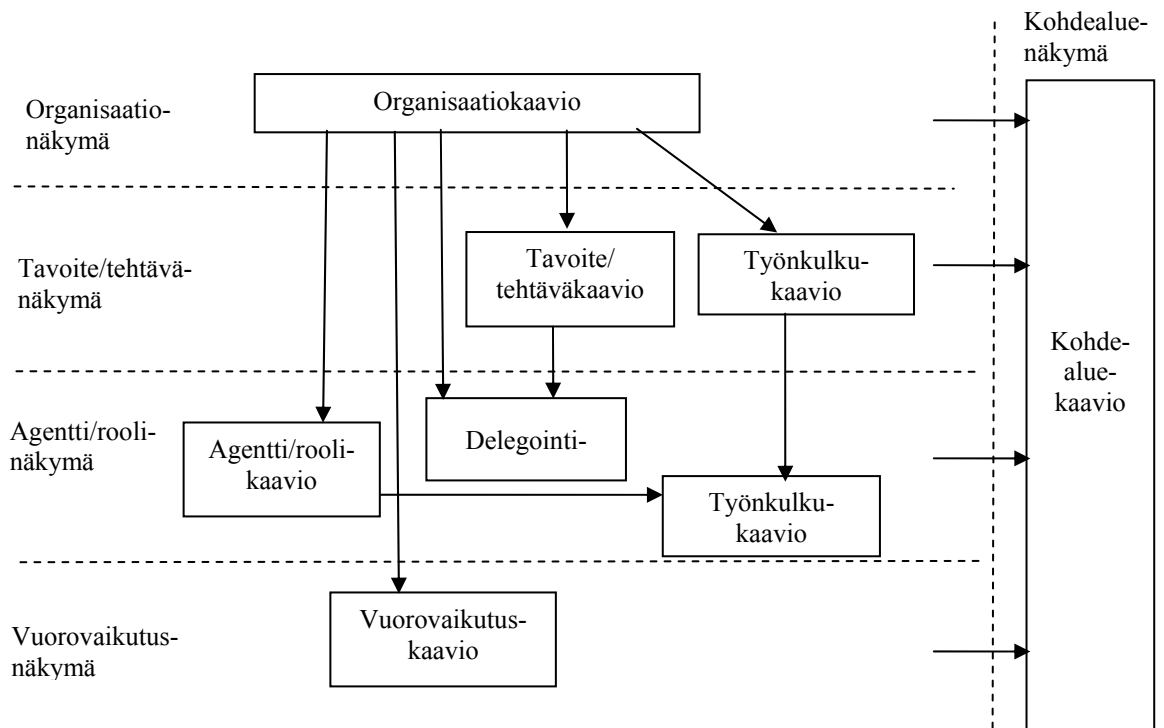 Kohdealue-
näkymä
Organisaatio-
näkymä
Organisaatiokaavio
Tavoite/tehtävä-
näkymä
Tavoite/
tehtäväkaavio
Työnkulku-
kaavio
Kohde-
alue-
kaavio
Agentti/rooli-
näkymä
Agentti/rooli-
kaavio
Delegointi-
Työnkulku-
kaavio
Vuorovaikutus-
näkymä
Vuorovaikutus-
kaavio